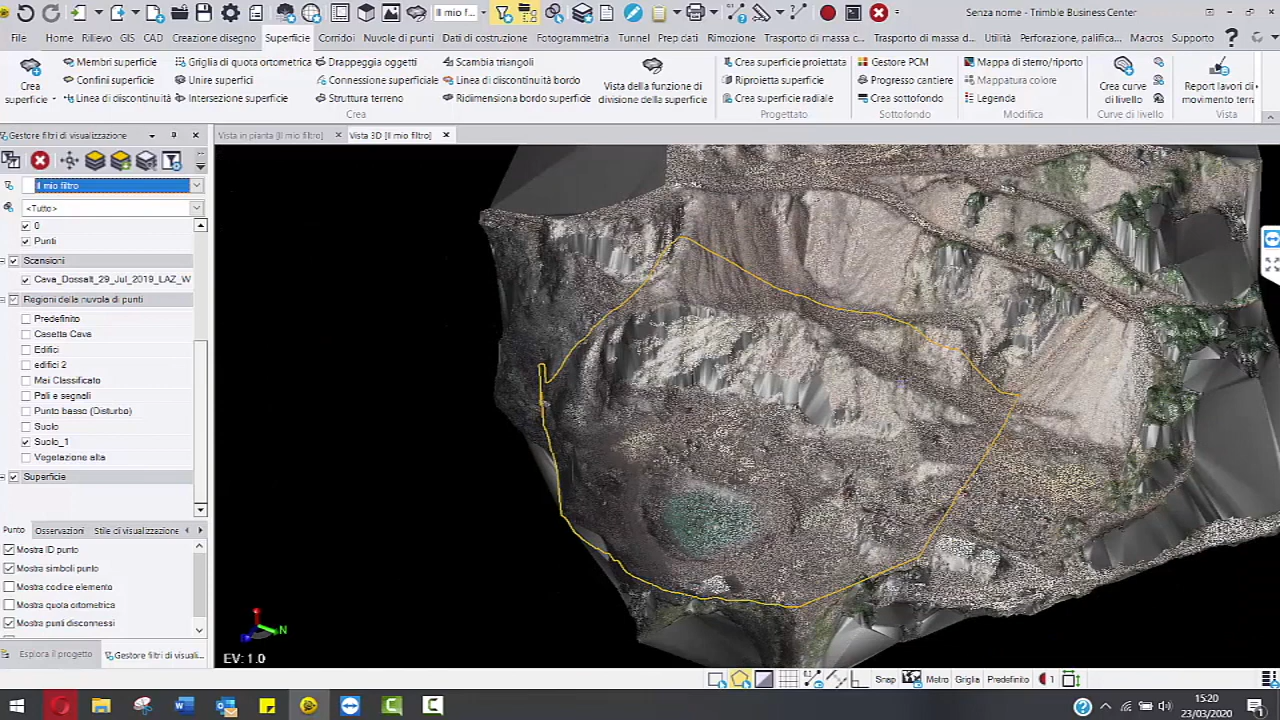 Il mio f...
Senza nome - Trimble Business Center
File Home Rilievo GIS CAD Creazione disegno Superficie Corridoi Nuvole di punti Dati di costruzione Fotogrammetria Tunnel Prep dati Rimozione Trasporto di massa c... Trasporto di massa d... Utilità Perforazione, palifica... Macros Supporto
Crea superficie
Membri superficie
Confini superficie
Linea di discontinuità
Griglia di quota ortometrica
Unire superfici
Intersezione superficie
Drappeggia oggetti
Connessione superficie
Struttura terreno
Scambia triangoli
Linea di discontinuità bordo
Ridimensiona bordo superfie
Vista della funzione di divisione della superficie
Crea superficie proiettata
Riproietta superficie
Crea superfie radiale
Gestore PCM
Progresso cantiere
Crea sottofondo
Mappa di sterro/riporto
Mappatura colore
Legenda
Crea curve di livello
Report lavori di movimento terra
Crea Progettato Sottofondo Modifica Curve di livello Vista
Gestore filtri di visualizzazione
Vista in pianta [Il mio filtro]
Vista 3D [Il mio filtro]
Il mio filtro
<Tutto>
0
Punti
Scensioni
Cava_Dossalt_29_Jul_2019_LAZ_W
Regioni della nuvola di punti
Predefinito
Casetta Cava
Edifici
edifici 2
Mai Classificato
Pali e segnali
Punto basso (Disturbo)
Suolo
Suolo_1
Vegetazione alta
Superficie
Punto Osservazioni Stile di visualizzazione
Mostra ID punto
Mostra simboli punto
Mostra codice elemento
Mostra quota ortometrica
Mostra punti disconnessi
Esplora il progetto
Gestore filtri di visuali...
N
EV: 1.0
Snap Metro Griglia Predefinito 1
15:20
23/03/2020